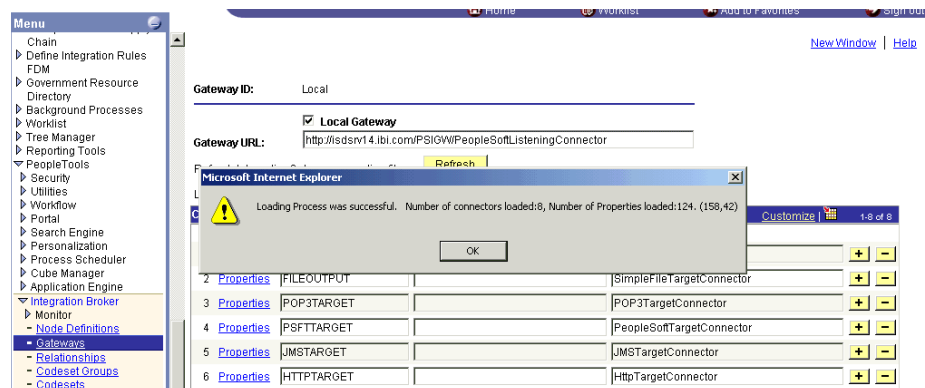 Home Worklist Add to Favorites Sign out
Menu
Chain
Define Integration Rules
FDM
Government Resource
Directory
Background Processes
Worklist
Tree Manager
Reporting Tools
PeopleTools
Security
Utilities
Workflow
Portal
Search Engine
Personalization
Process Scheduler
Cube Manager
Application Engine
Integration Broker
Monitor
Node Definitions
Gateways
Relationships
Codeset Groups
Codesets
New Window | Help
Gateway ID: Local
Local Gateway
Gateway URL: http://isdsrv14.ibi.com/PSIGW/PeopleSoftListeningConnector
Refresh
Microsoft Internet Explorer
Loading Process was successful. Number of connectors loaded:8, Number of Properties loaded:124. (158,42)
OK
Customize | 1-8 of 8
2 Properties FILEOUTPUT SimpleFileTargetConnector
3 Properties POP3TARGET POP3TargetConnector
4 Properties PSFTTARGET PeopleSoftTargetConnector
5 Properties JMSTARGET JMSTargetConnector
6 Properties HTTPTARGET HttpTargetConnector